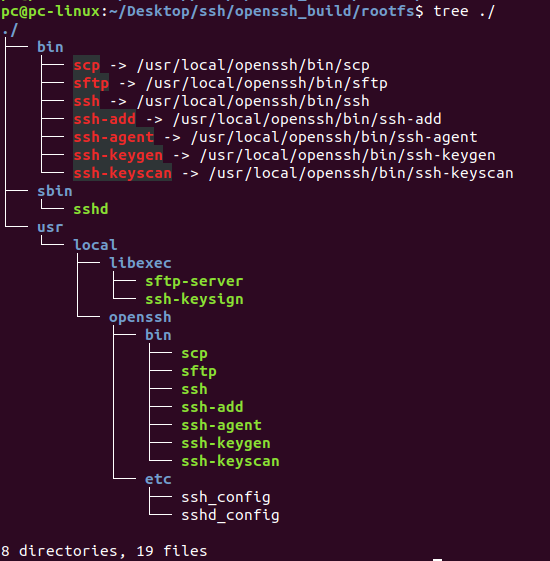 pc@pc-linux:~/Desktop/ssh/openssh_build/rootfs$ tree ./
./
├── bin
│   ├── scp -> /usr/local/openssh/bin/scp
│   ├── sftp -> /usr/local/openssh/bin/sftp
│   ├── ssh -> /usr/local/openssh/bin/ssh
│   ├── ssh-add -> /usr/local/openssh/bin/ssh-add
│   ├── ssh-agent -> /usr/local/openssh/bin/ssh-agent
│   ├── ssh-keygen -> /usr/local/openssh/bin/ssh-keygen
│   └── ssh-keyscan -> /usr/local/openssh/bin/ssh-keyscan
├── sbin
│   └── sshd
└── usr
    └── local
        ├── libexec
        │   ├── sftp-server
        │   └── ssh-keysign
        └── openssh
            ├── bin
            │   ├── scp
            │   ├── sftp
            │   ├── ssh
            │   ├── ssh-add
            │   ├── ssh-agent
            │   ├── ssh-keygen
            │   └── ssh-keyscan
            └── etc
                ├── ssh_config
                └── sshd_config
8 directories, 19 files